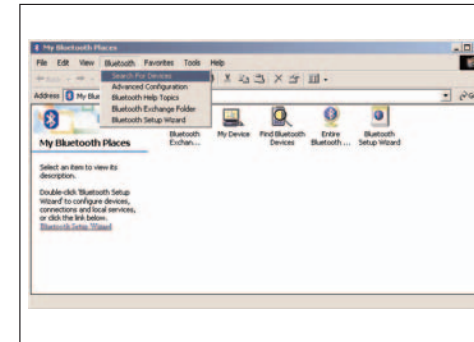 My Bluetooth Places
File Edit View Bluetooth Favorites Tools Help
Search For Devices
Advanced Configuration
Bluetooth Help Topics
Bluetooth Exchange Folder
Bluetooth Setup Wizard
Address My Blue
My Bluetooth Places
Select an item to view its
description.
Double-click 'Bluetooth Setup
Wizard' to configure devices,
connections and local services,
or click the link below.
Bluetooth Setup Wizard
Bluetooth
Exchan...
My Device
Find Bluetooth
Devices
Entire
Bluetooth ...
Bluetooth
Setup Wizard